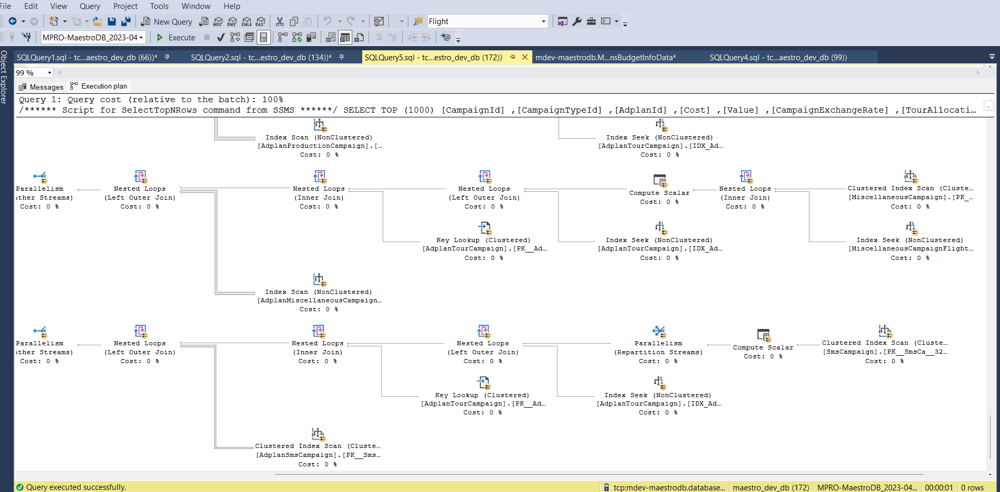 File Edit View Query Project Tools Window Help
New Query MDX DMX XMLA DAX Flight
MPRO-MaestroDB_2023-04 Execute
SQLQuery1.sql - tc...aestro_dev_db (66))* SQLQuery2.sql - tc...estro_dev_db (134))* SQLQuery5.sql - tc...estro_dev_db (172)) mdev-maestrodb.M...nsBudgetInfoData* SQLQuery4.sql - tc...aestro_dev_db (99))
Object Explorer
99 %
Messages Execution plan
Query 1: Query cost (relative to the batch): 100%
/****** Script for SelectTopNRows command from SSMS ******/ SELECT TOP (1000) [CampaignId] ,[CampaignTypeId] ,[AdplanId] ,[Cost] ,[Value] ,[CampaignExchangeRate] ,[TourAllocati...
Index Scan (NonClustered) Index Seek (NonClustered)
[AdplanProductionCampaign].[... [AdplanTourCampaign].[IDX_Ad...
Cost: 0 % Cost: 0 %
Parallelism Nested Loops Nested Loops Nested Loops Compute Scalar Nested Loops Clustered Index Scan (Cluste...
ather Streams) (Left Outer Join) (Inner Join) (Left Outer Join) Cost: 0 % (Inner Join) [MiscellaneousCampaign].[PK_...
Cost: 0 % Cost: 0 % Cost: 0 % Cost: 0 % Cost: 0 % Cost: 0 %
Key Lookup (Clustered) Index Seek (NonClustered) Index Seek (NonClustered)
[AdplanTourCampaign].[PK__Ad... [AdplanTourCampaign].[IDX_Ad... [MiscellaneousCampaignFlight...
Cost: 0 % Cost: 0 % Cost: 0 %
Index Scan (NonClustered)
[AdplanMiscellaneousCampaign...
Cost: 0 %
Parallelism Nested Loops Nested Loops Nested Loops Parallelism Compute Scalar Clustered Index Scan (Cluste...
ather Streams) (Left Outer Join) (Inner Join) (Left Outer Join) (Repartition Streams) Cost: 0 % [SmsCampaign].[PK__SmsCa__32...
Cost: 0 % Cost: 0 % Cost: 0 % Cost: 0 % Cost: 0 % Cost: 0 %
Key Lookup (Clustered) Index Seek (NonClustered)
[AdplanTourCampaign].[PK__Ad... [AdplanTourCampaign].[IDX_Ad...
Cost: 0 % Cost: 0 %
Clustered Index Scan (Cluste...
[AdplanSmsCampaign].[PK__Sms...
Cost: 0 %
Query executed successfully. tcp:mdev-maestrodb.database... maestro_dev_db (172) MPRO-MaestroDB_2023-04... 00:00:01 0 rows